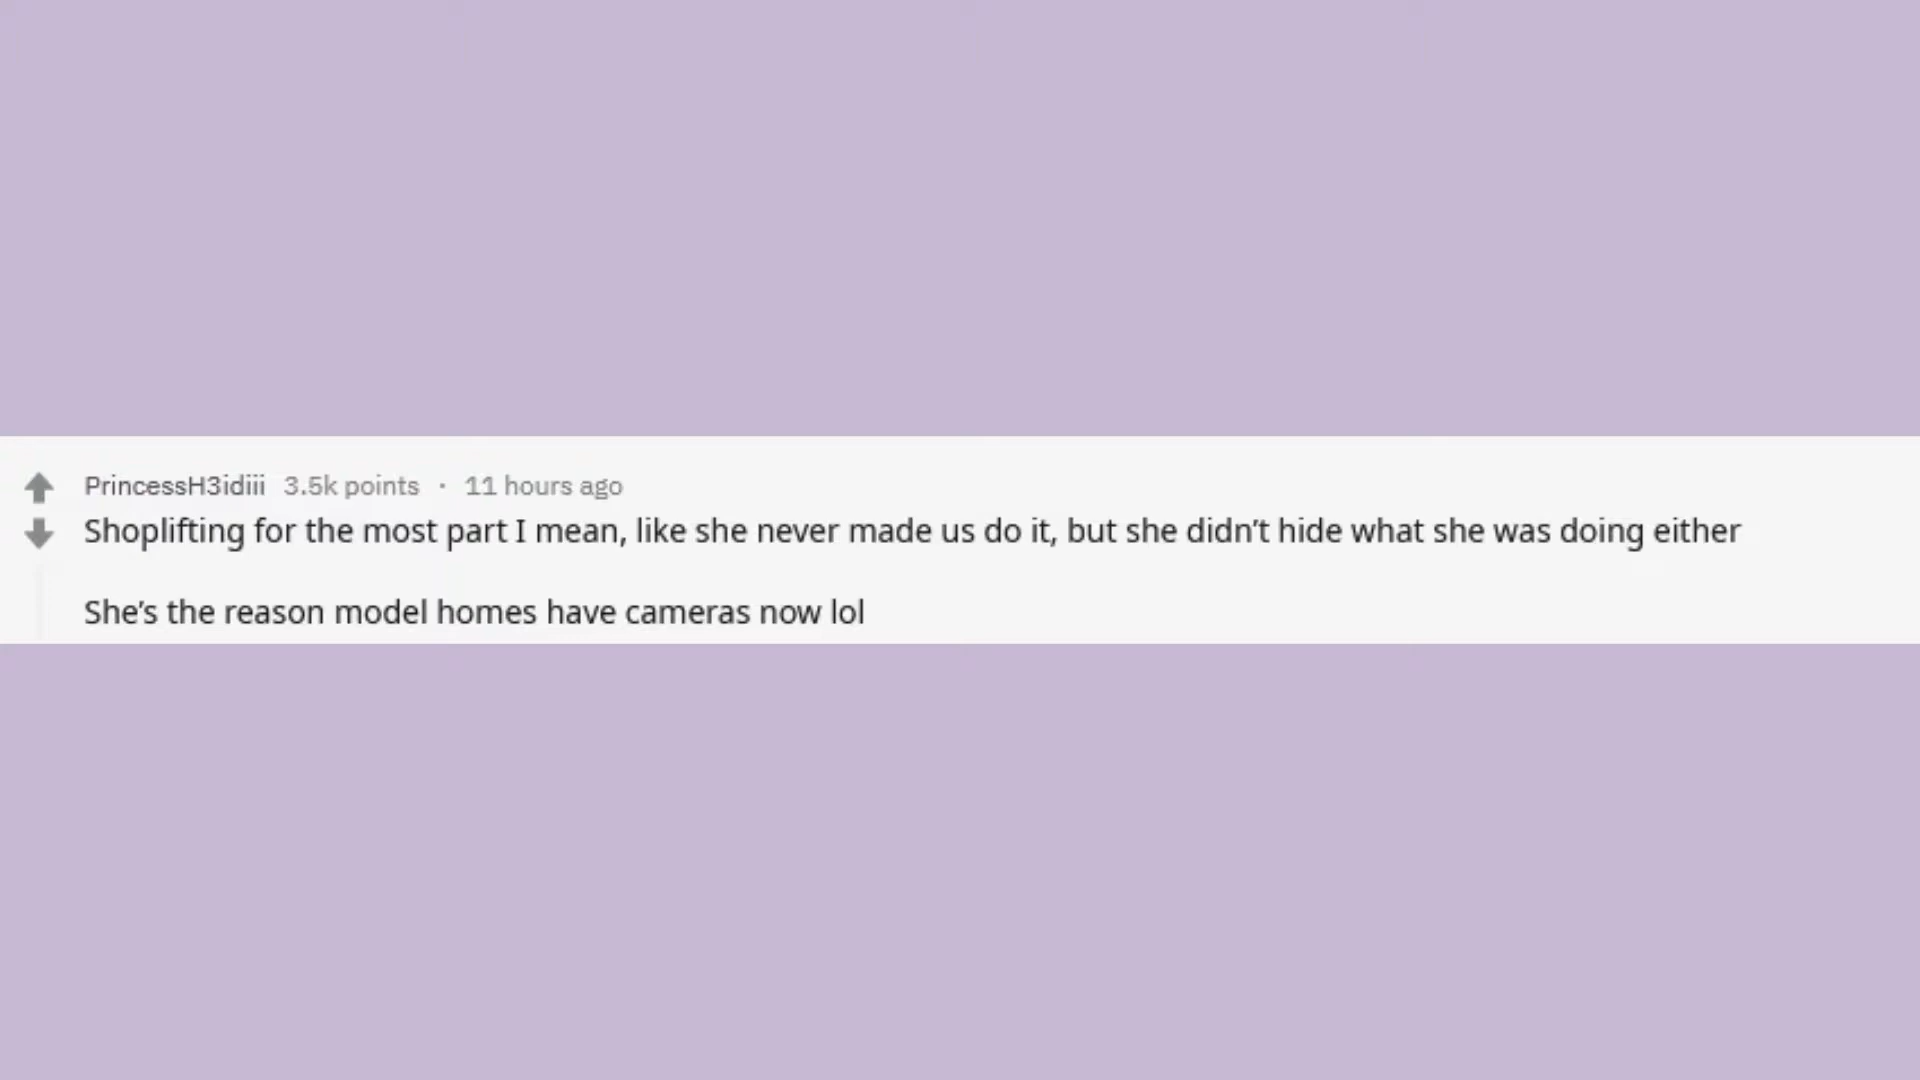 PrincessH3idiii 3.5k points · 11 hours ago
Shoplifting for the most part I mean, like she never made us do it, but she didn’t hide what she was doing either
She’s the reason model homes have cameras now lol